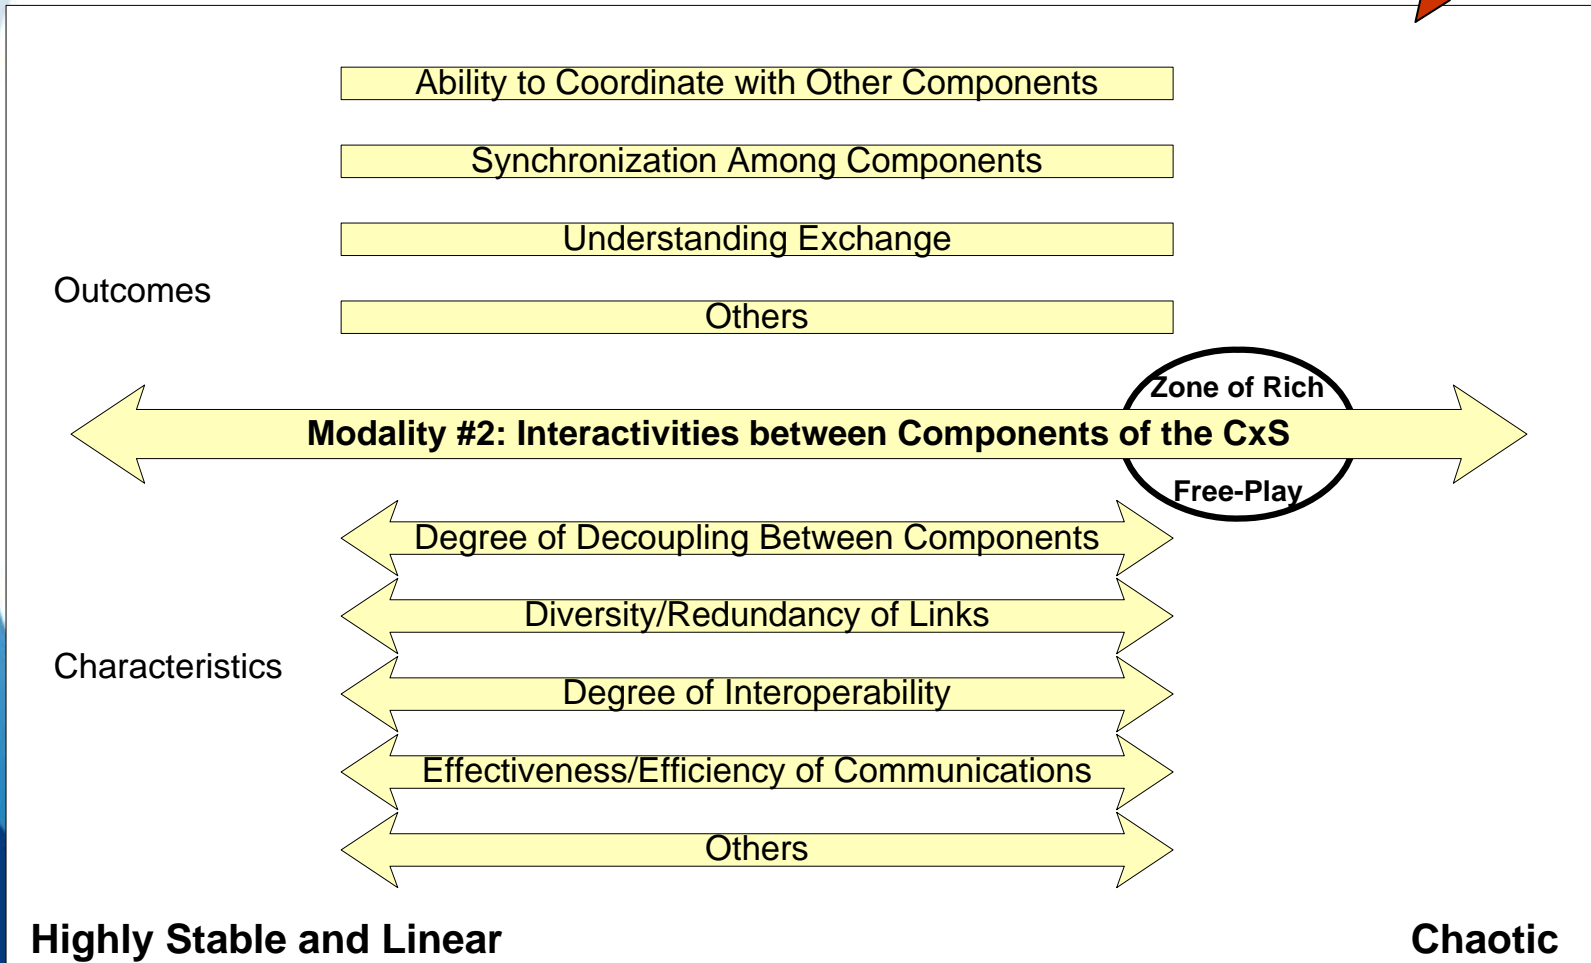 Ability to Coordinate with Other Components
Synchronization Among Components
Understanding Exchange
Outcomes
Others
Zone of Rich
Modality #2: Interactivities between Components of the CxS
Free-Play
Degree of Decoupling Between Components
Diversity/Redundancy of Links
Characteristics
Degree of Interoperability
Effectiveness/Efficiency of Communications
Others
Highly Stable and Linear
Chaotic